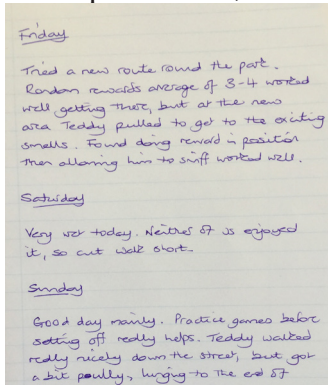 Friday
Tried a new route round the park.
Random rewards average of 3-4 worked
well getting there, but at the new
area Teddy pulled to get to the exciting
smells. Found doing reward in position
then allowing him to sniff worked well.
Saturday
Very wet today. Neither of us enjoyed
it, so cut walk short.
Sunday
Good day mainly. Practice games before
setting off really helps. Teddy walked
really nicely down the street, but got
a bit pully, lunging to the end of